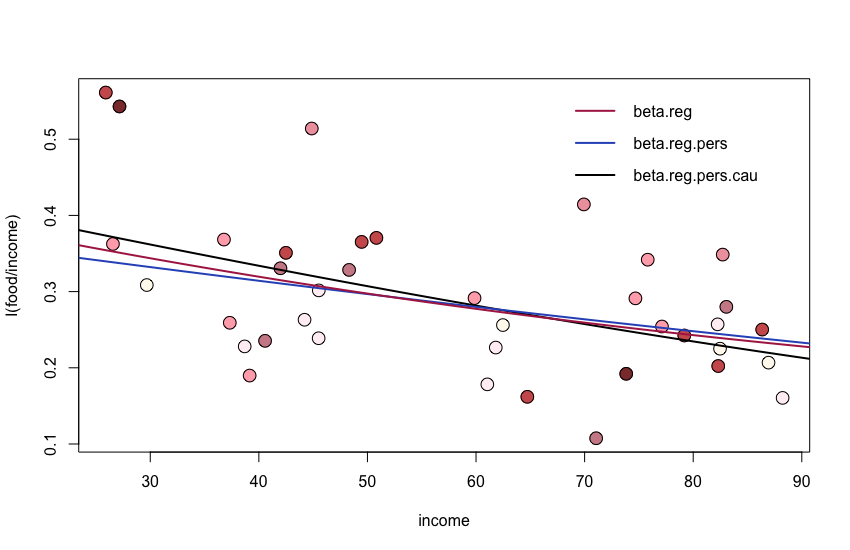 beta.reg
beta.reg.pers
beta.reg.pers.cau
I(food/income)
0.5
0.4
0.3
0.2
0.1
30 40 50 60 70 80 90
income